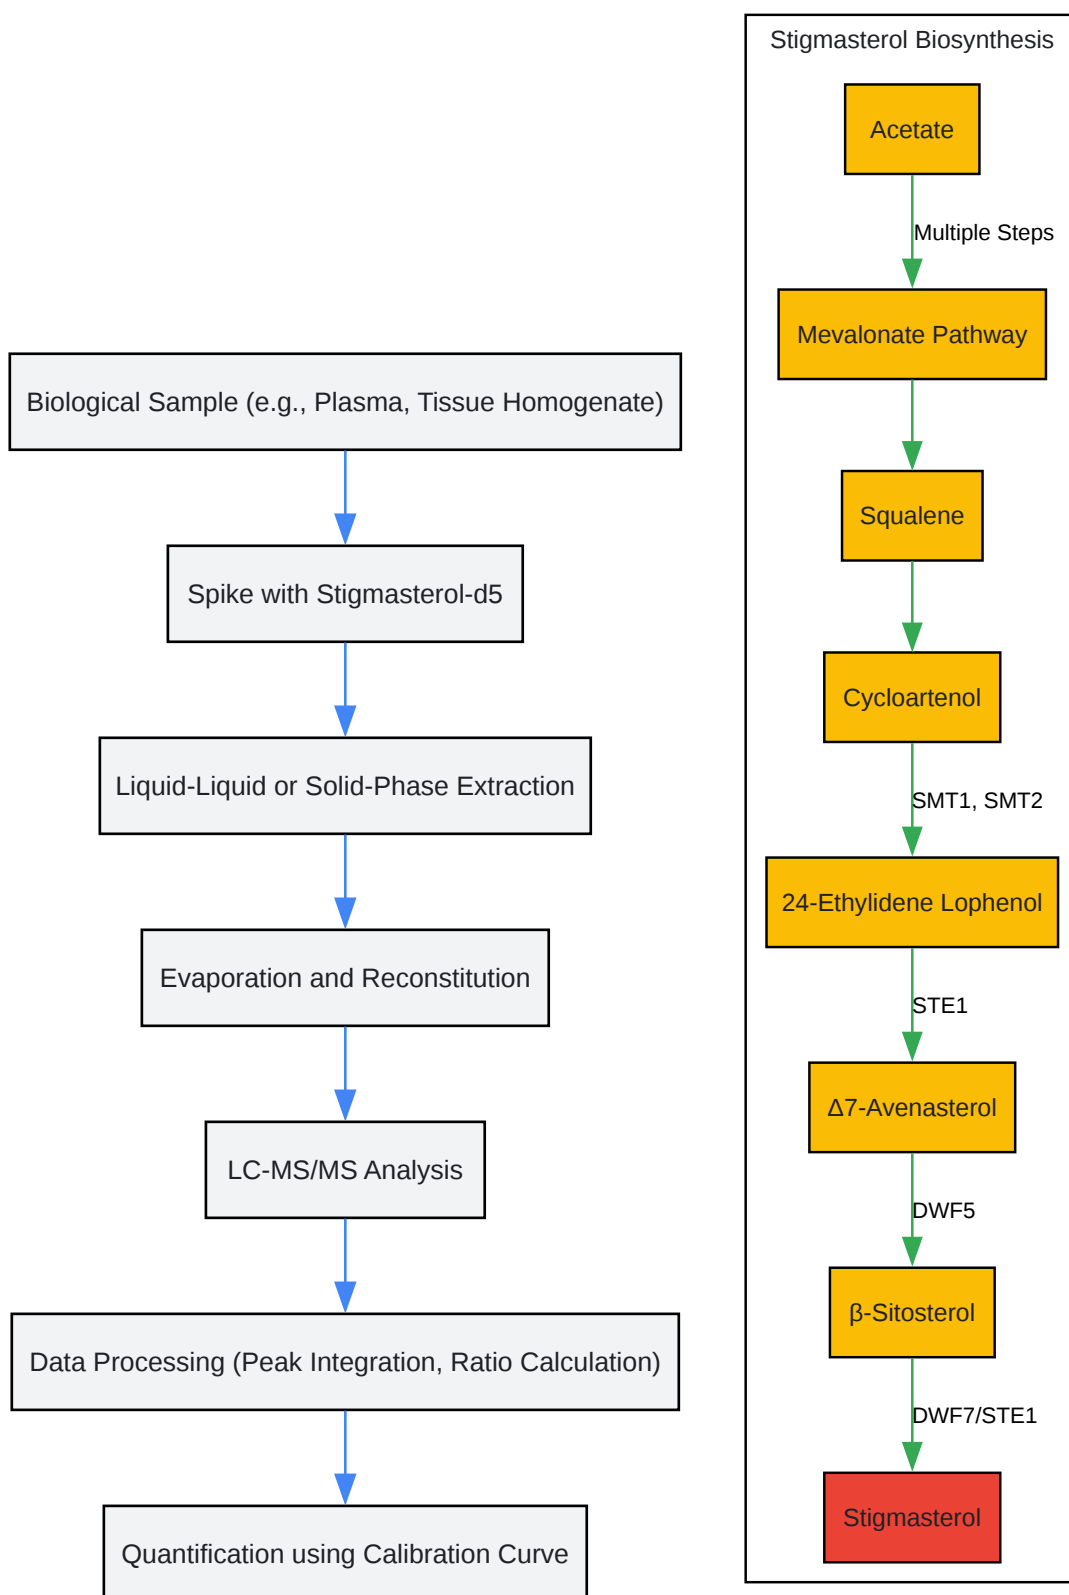 Biological Sample (e.g., Plasma, Tissue Homogenate)
Spike with Stigmasterol-d5
Liquid-Liquid or Solid-Phase Extraction
Evaporation and Reconstitution
LC-MS/MS Analysis
Data Processing (Peak Integration, Ratio Calculation)
Quantification using Calibration Curve
Stigmasterol Biosynthesis
Acetate
Multiple Steps
Mevalonate Pathway
Squalene
Cycloartenol
SMT1, SMT2
24-Ethylidene Lophenol
STE1
Δ7-Avenasterol
DWF5
β-Sitosterol
DWF7/STE1
Stigmasterol